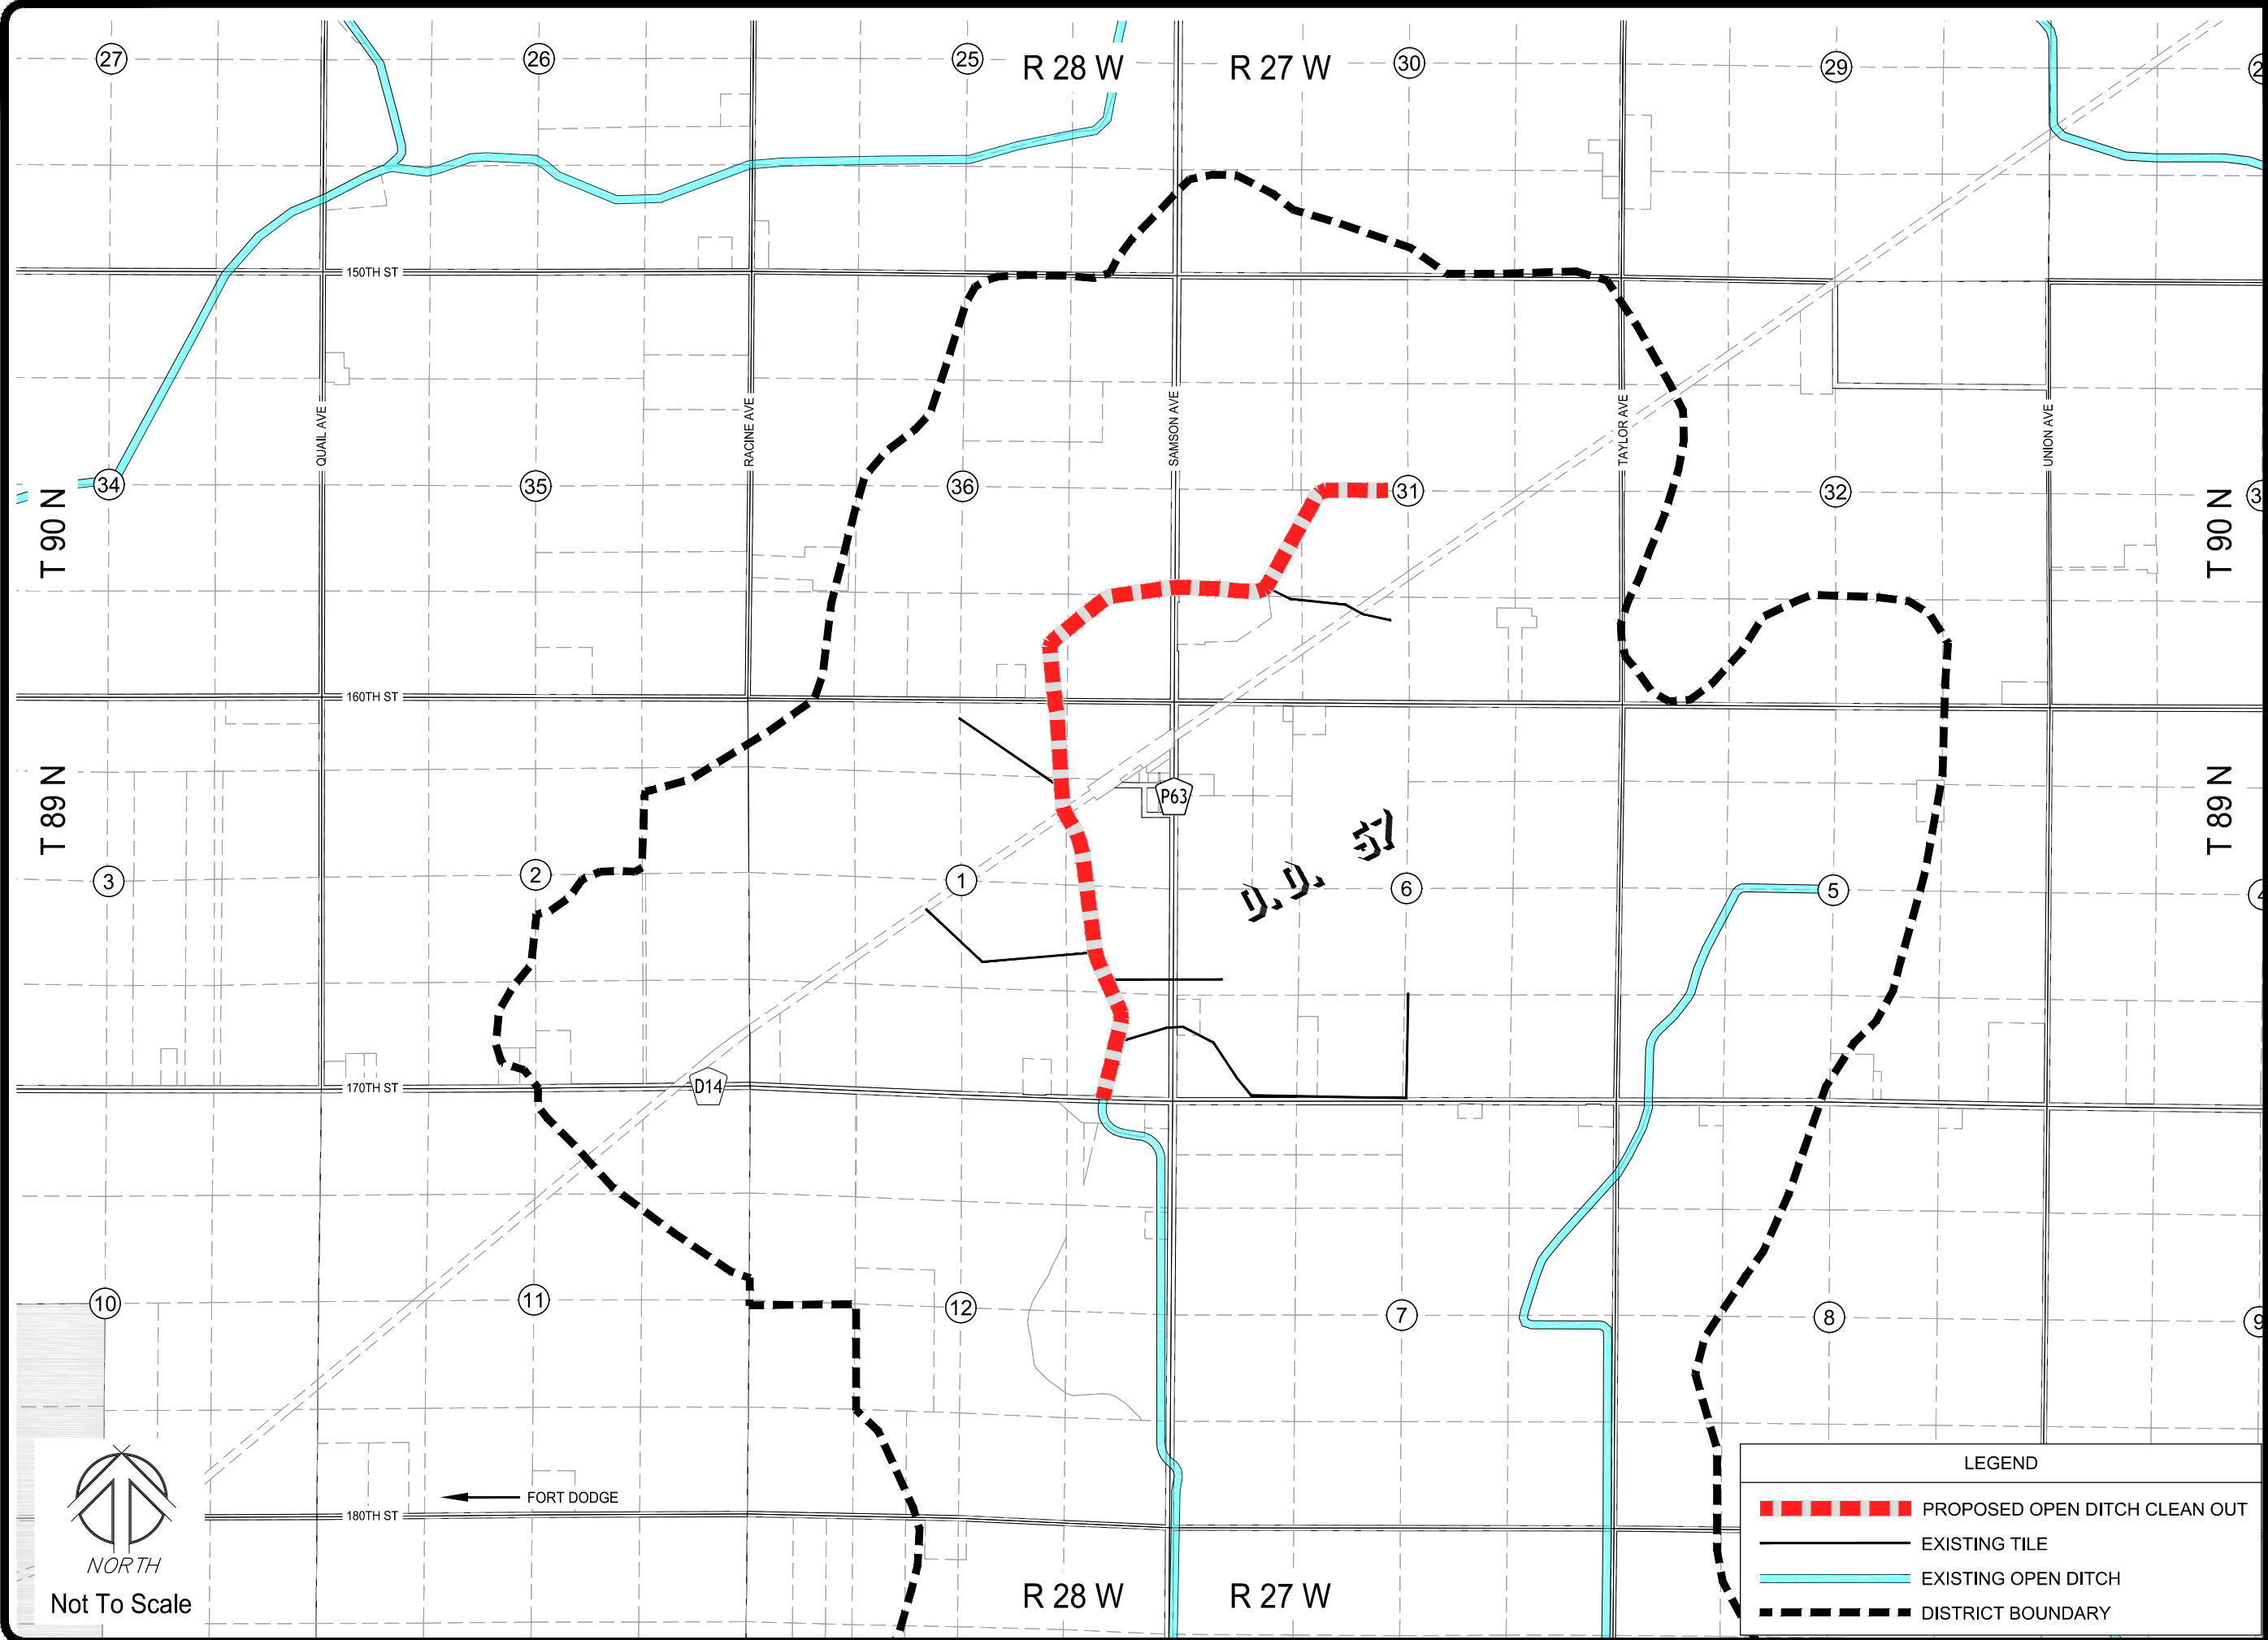 27
26
25
R 28 W
R 27 W
30
29
150TH ST
QUAIL AVE
RACINE AVE
SAMSON AVE
TAYLOR AVE
UNION AVE
34
35
36
31
32
T 90 N
T 90 N
160TH ST
T 89 N
T 89 N
P63
D.D. 57
3
2
1
6
5
4
170TH ST
D14
10
11
12
7
8
9
FORT DODGE
180TH ST
NORTH
Not To Scale
R 28 W
R 27 W
LEGEND
PROPOSED OPEN DITCH CLEAN OUT
EXISTING TILE
EXISTING OPEN DITCH
DISTRICT BOUNDARY